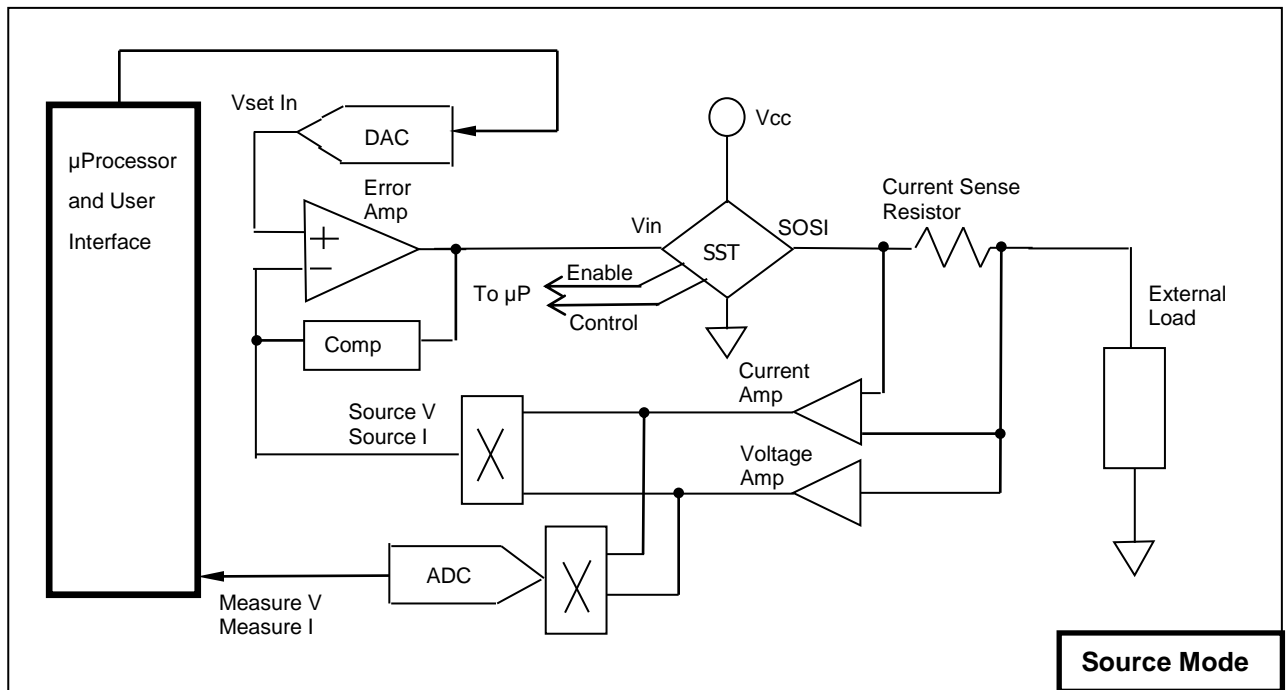 Vset In
DAC
Vcc
µProcessor
and User
Interface
Error
Amp
+
−
Vin
SST
SOSI
Current Sense
Resistor
To µP
Enable
Control
External
Load
Comp
Current
Amp
Source V
Source I
Voltage
Amp
ADC
Measure V
Measure I
Source Mode